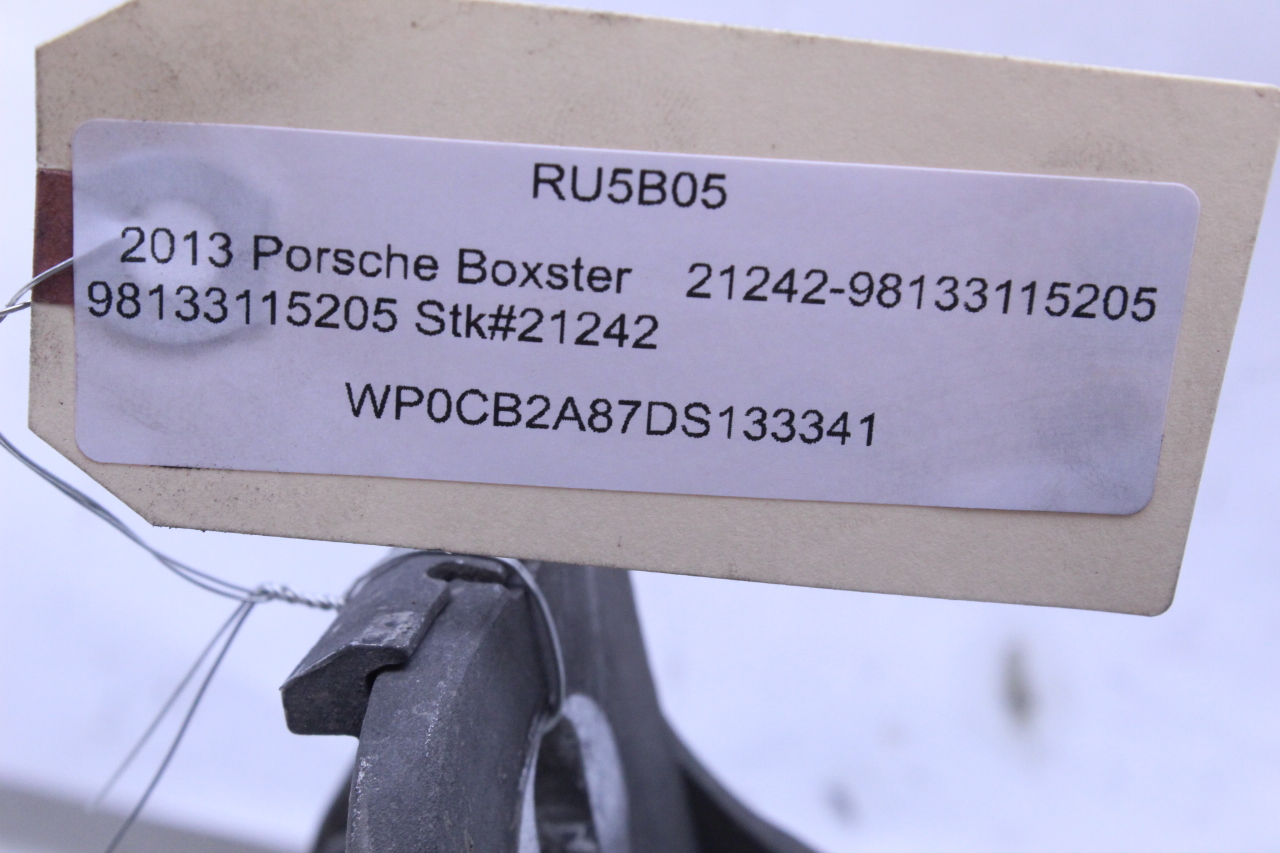 RU5B05
2013 Porsche Boxster 21242-98133115205
98133115205 Stk#21242
WP0CB2A87DS133341